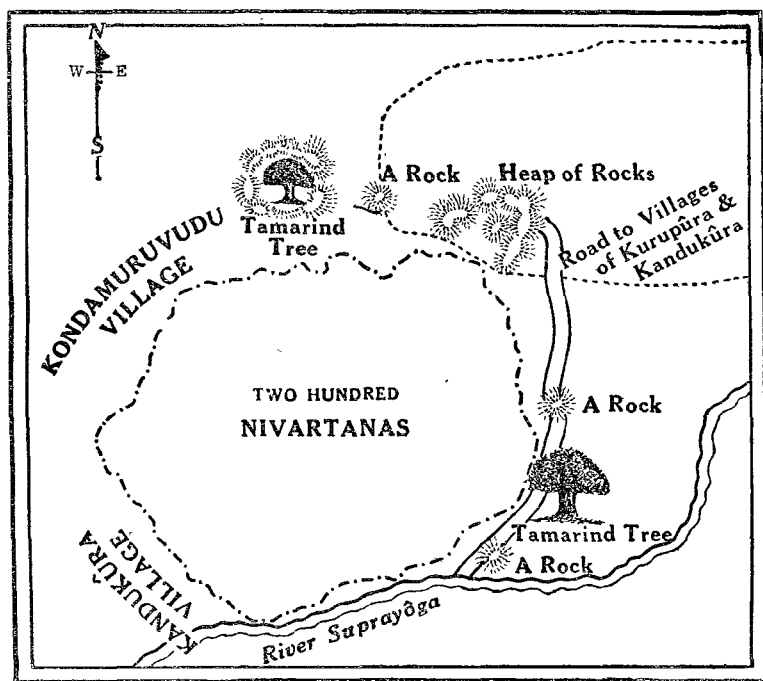 N
W E
S
A Rock
Heap of Rocks
Tamarind
Tree
Road to Villages
of Kurupûra &
Kandukûra
KONDAMURUVUDU
VILLAGE
TWO HUNDRED
NIVARTANAS
A Rock
Tamarind Tree
A Rock
KANDUKÛRA
VILLAGE
River Suprayôga